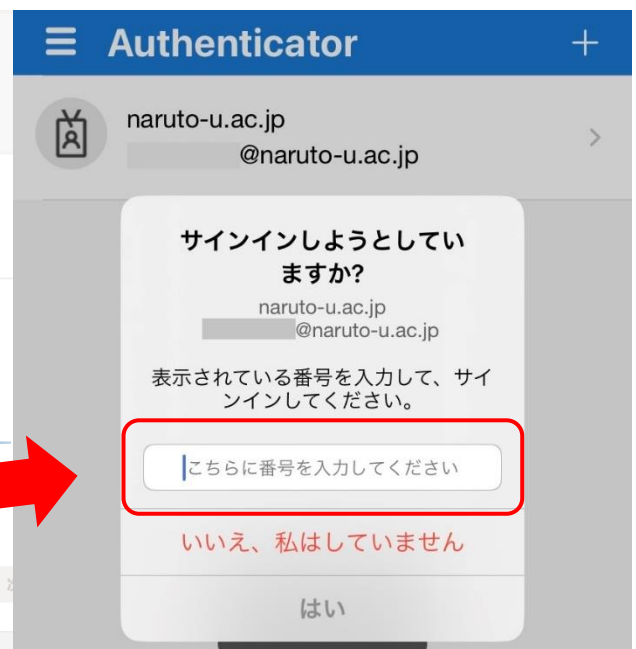 Authenticator
naruto-u.ac.jp
@naruto-u.ac.jp
サインインしようとしてい
ますか?
naruto-u.ac.jp
@naruto-u.ac.jp
表示されている番号を入力して、サイ
ンインしてください。
こちらに番号を入力してください
いいえ、私はしていません
はい